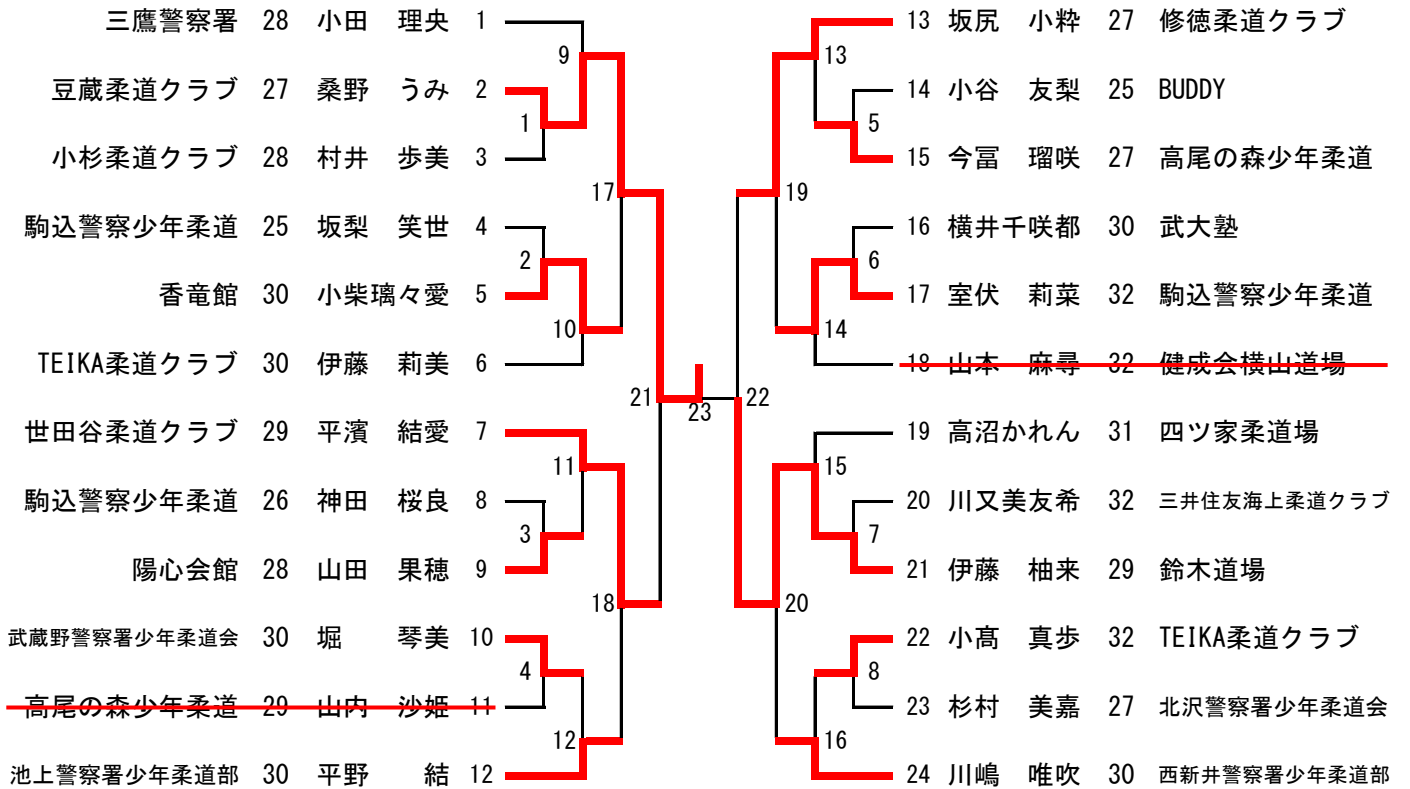 三鷹警察署 28 小田 理央 1
豆蔵柔道クラブ 27 桑野 うみ 2
小杉柔道クラブ 28 村井 歩美 3
駒込警察少年柔道 25 坂梨 笑世 4
香竜館 30 小柴璃々愛 5
TEIKA柔道クラブ 30 伊藤 莉美 6
世田谷柔道クラブ 29 平濱 結愛 7
駒込警察少年柔道 26 神田 桜良 8
陽心会館 28 山田 果穂 9
武蔵野警察署少年柔道会 30 堀 琴美 10
高尾の森少年柔道 29 山内 沙姫 11
池上警察署少年柔道部 30 平野 結 12
9
1
17
2
10
21
11
3
18
4
12
23
13
5
19
6
14
22
15
7
20
8
16
13 坂尻 小粋 27 修徳柔道クラブ
14 小谷 友梨 25 BUDDY
15 今冨 瑠咲 27 高尾の森少年柔道
16 横井千咲都 30 武大塾
17 室伏 莉菜 32 駒込警察少年柔道
18 山本 麻尋 32 健成会横山道場
19 高沼かれん 31 四ツ家柔道場
20 川又美友希 32 三井住友海上柔道クラブ
21 伊藤 柚来 29 鈴木道場
22 小髙 真歩 32 TEIKA柔道クラブ
23 杉村 美嘉 27 北沢警察署少年柔道会
24 川嶋 唯吹 30 西新井警察署少年柔道部